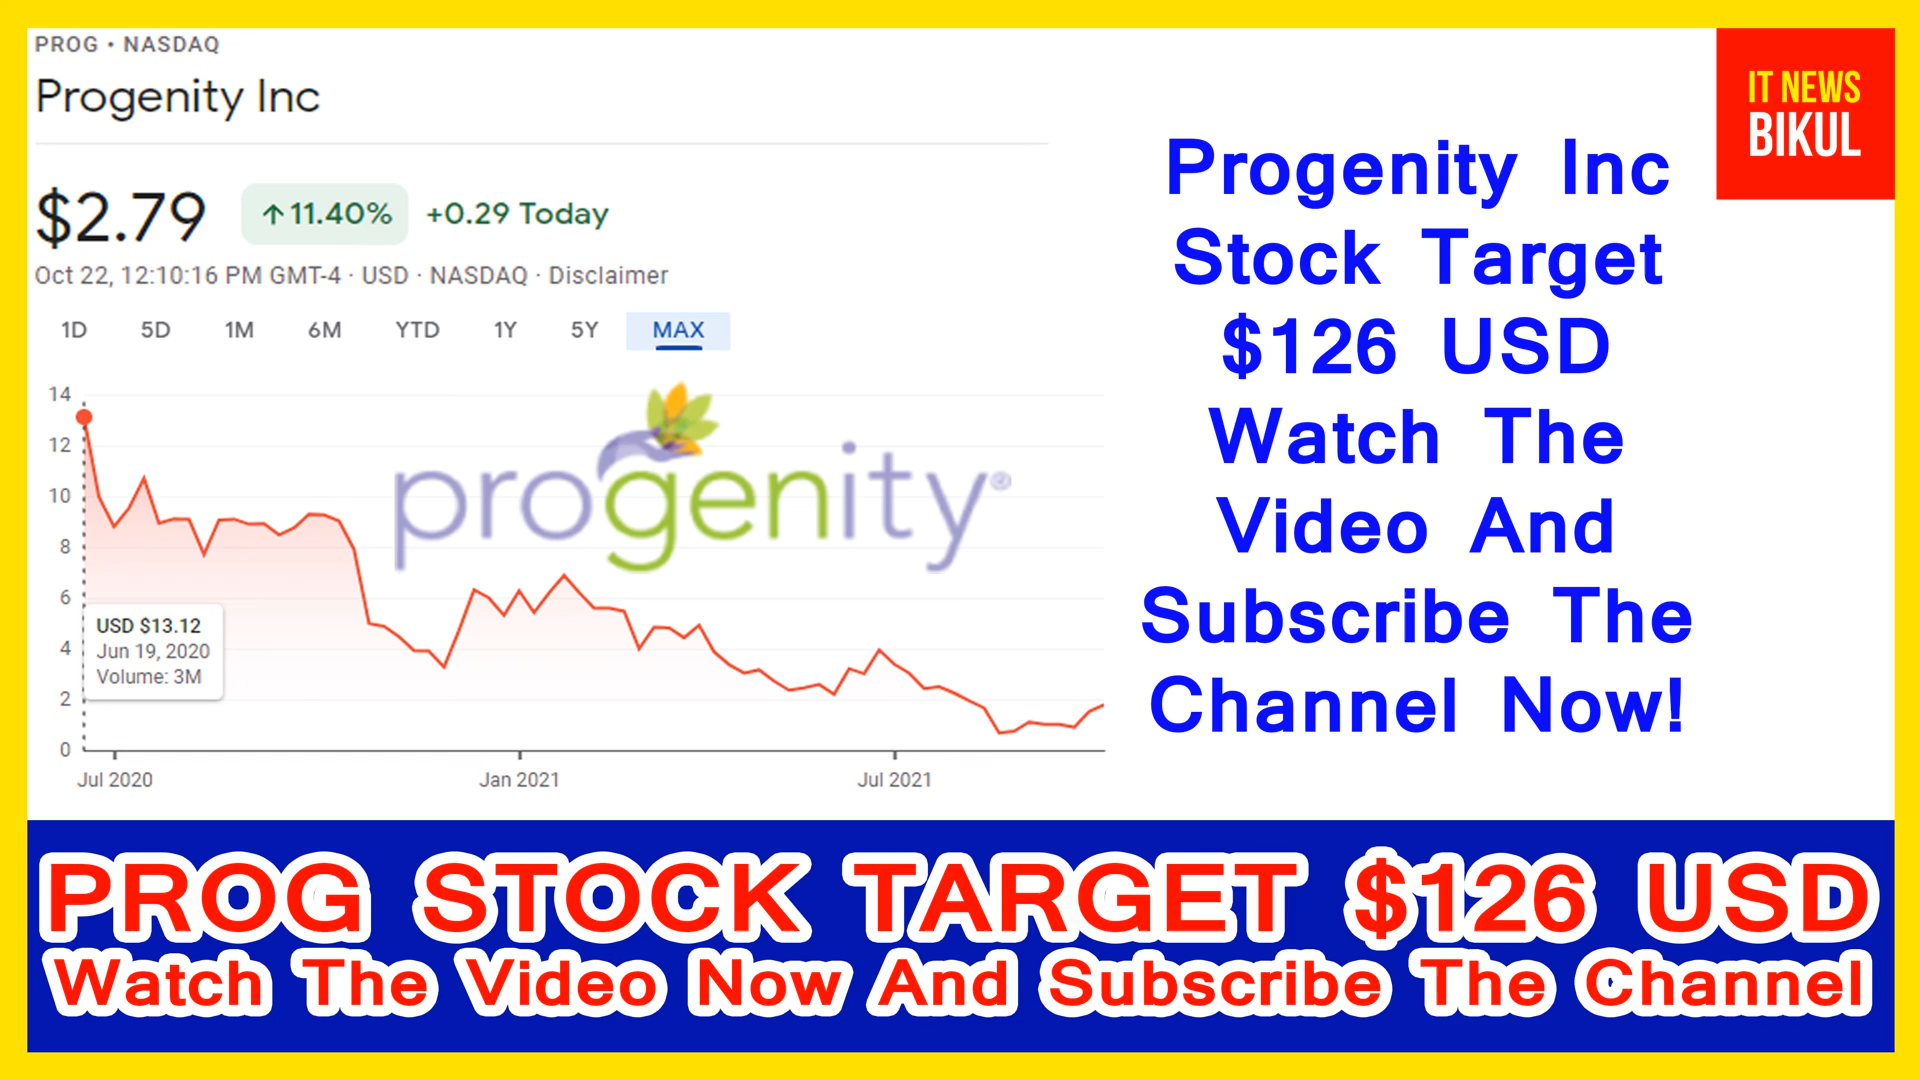 PROG • NASDAQ
Progenity Inc
$2.79 ↑11.40% +0.29 Today
Oct 22, 12:10:16 PM GMT-4 · USD · NASDAQ · Disclaimer
1D 5D 1M 6M YTD 1Y 5Y MAX
14
12
10
8
6
4
2
0
progenity®
USD $13.12
Jun 19, 2020
Volume: 3M
Jul 2020 Jan 2021 Jul 2021
IT NEWS
BIKUL
Progenity Inc
Stock Target
$126 USD
Watch The
Video And
Subscribe The
Channel Now!
PROG STOCK TARGET $126 USD
Watch The Video Now And Subscribe The Channel